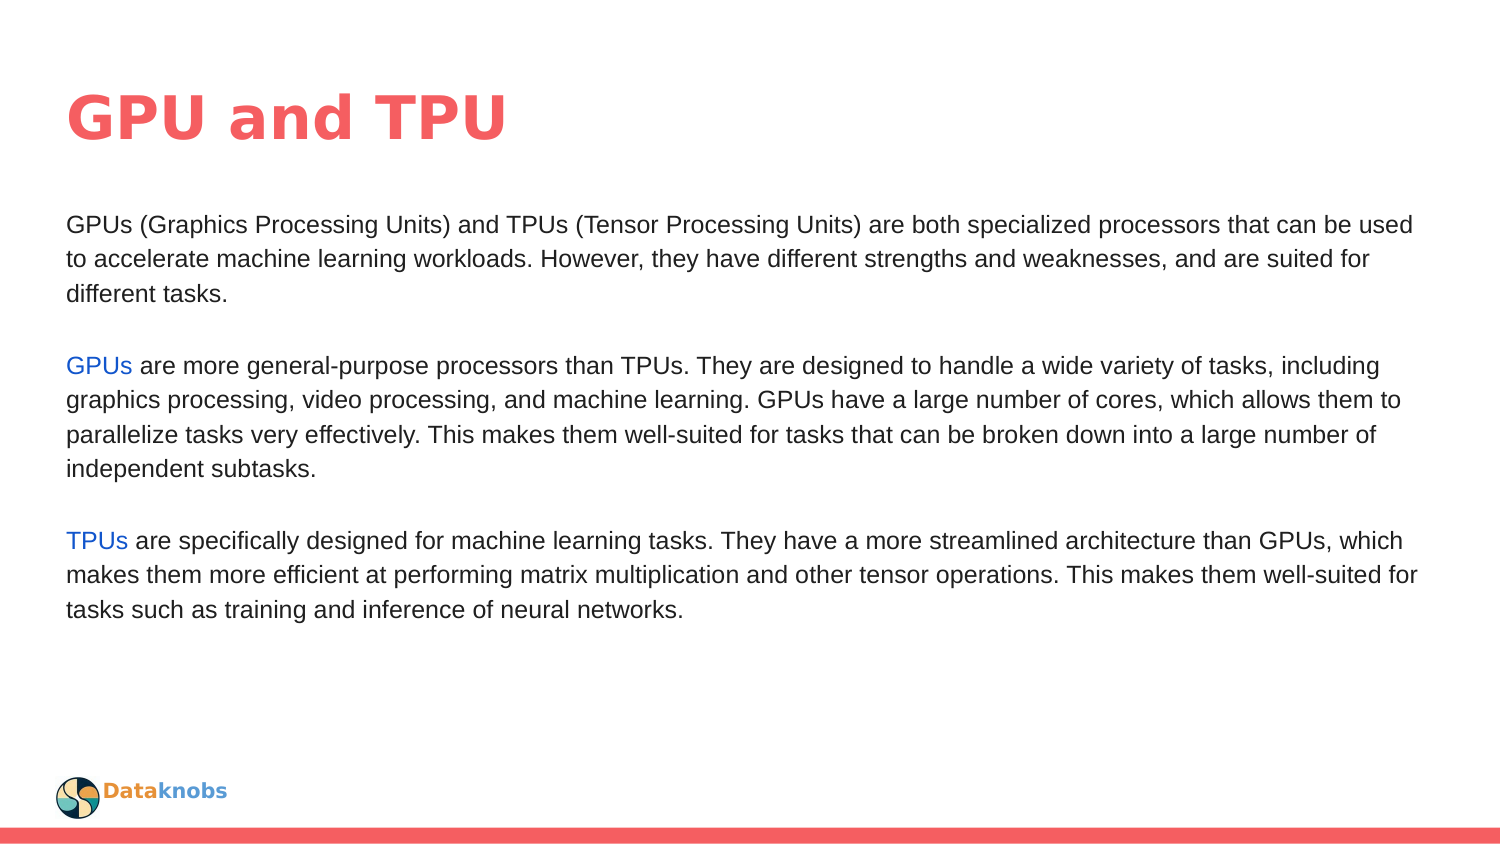 GPU and TPU
GPUs (Graphics Processing Units) and TPUs (Tensor Processing Units) are both specialized processors that can be used
to accelerate machine learning workloads. However, they have different strengths and weaknesses, and are suited for
different tasks.
GPUs are more general-purpose processors than TPUs. They are designed to handle a wide variety of tasks, including
graphics processing, video processing, and machine learning. GPUs have a large number of cores, which allows them to
parallelize tasks very effectively. This makes them well-suited for tasks that can be broken down into a large number of
independent subtasks.
TPUs are specifically designed for machine learning tasks. They have a more streamlined architecture than GPUs, which
makes them more efficient at performing matrix multiplication and other tensor operations. This makes them well-suited for
tasks such as training and inference of neural networks.
Dataknobs